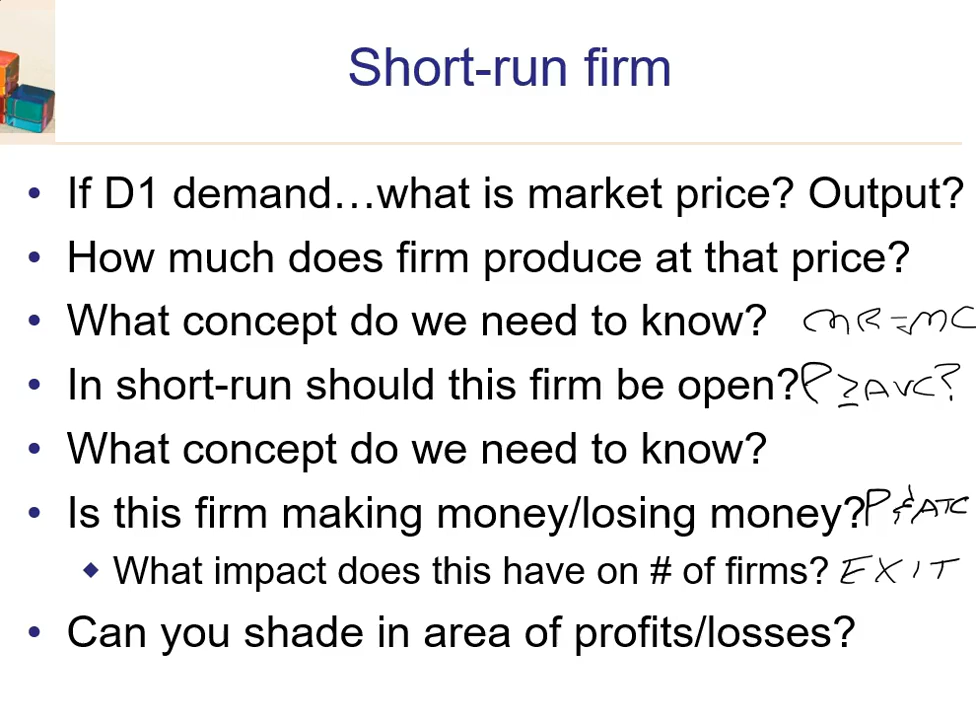 Short-run firm
• If D1 demand…what is market price? Output?
• How much does firm produce at that price?
• What concept do we need to know? MR=MC
• In short-run should this firm be open? P≥AVC?
• What concept do we need to know?
• Is this firm making money/losing money? P & ATC
◆ What impact does this have on # of firms? EXIT
• Can you shade in area of profits/losses?